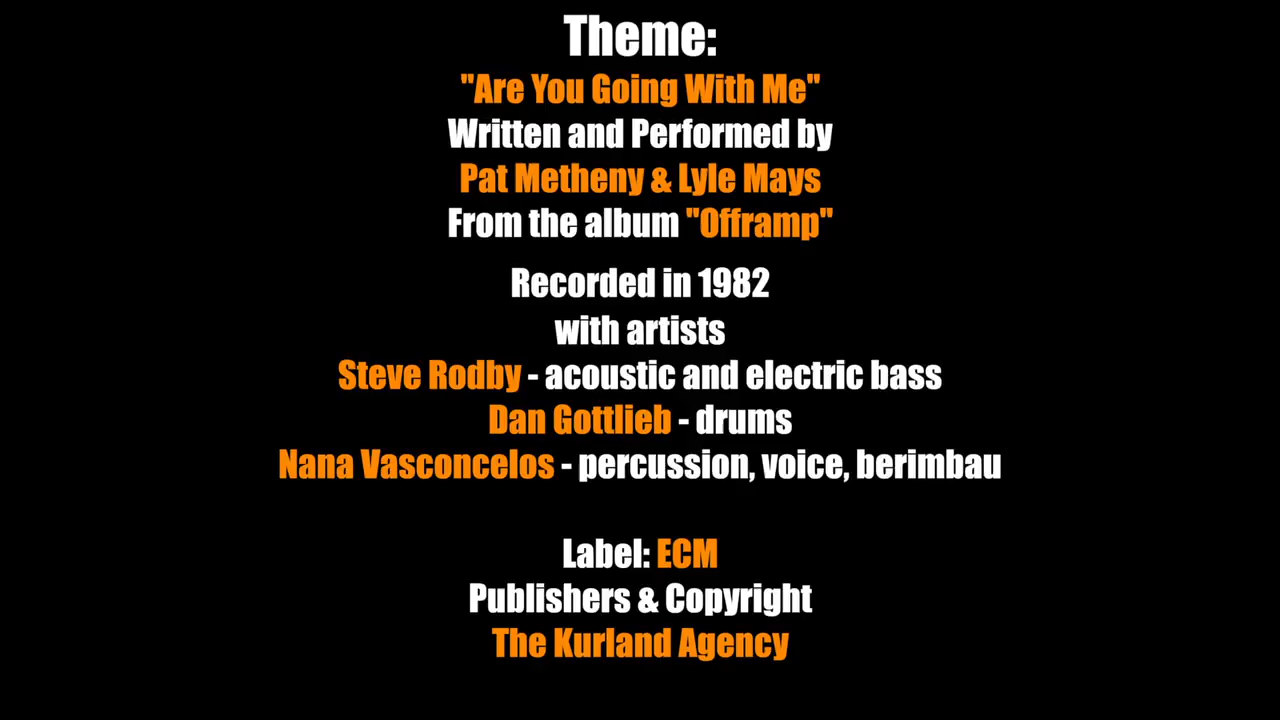 Theme:
"Are You Going With Me"
Written and Performed by
Pat Metheny & Lyle Mays
From the album "Offramp"
Recorded in 1982
with artists
Steve Rodby - acoustic and electric bass
Dan Gottlieb - drums
Nana Vasconcelos - percussion, voice, berimbau
Label: ECM
Publishers & Copyright
The Kurland Agency